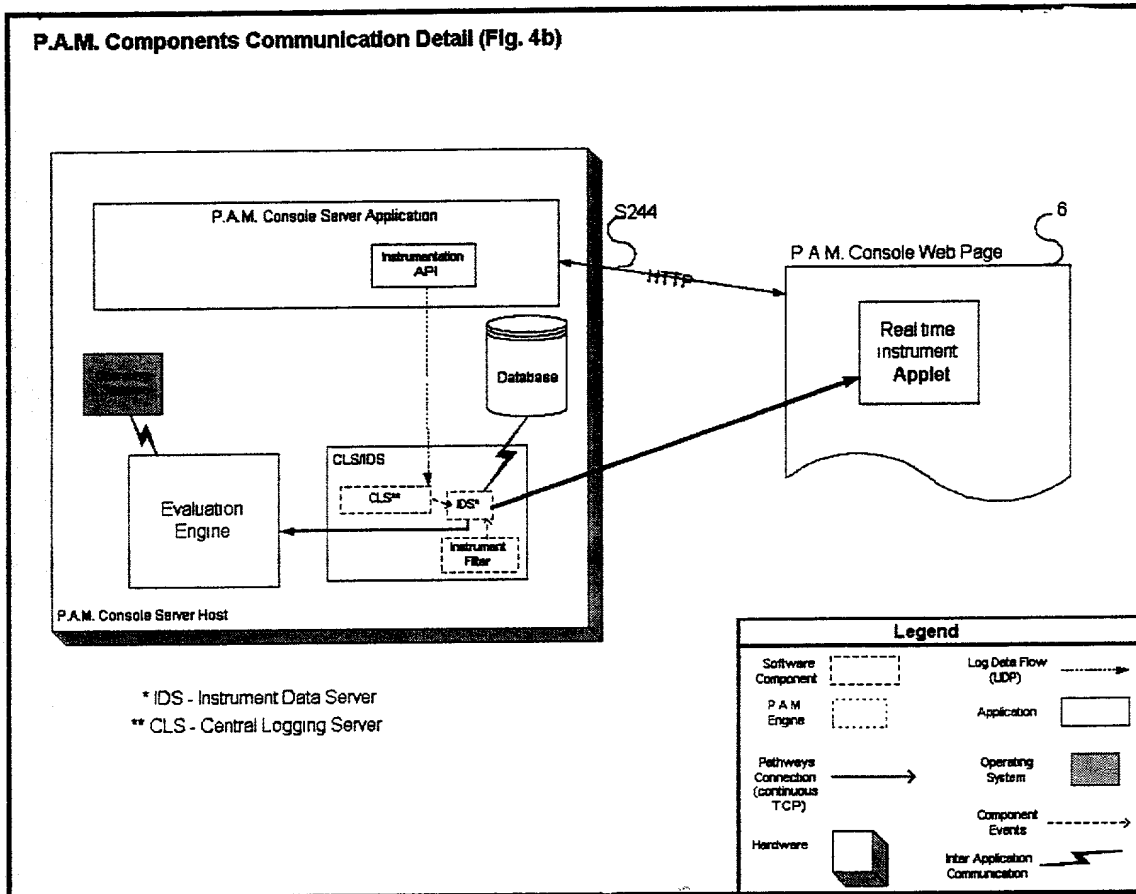 P.A.M. Components Communication Detail (Fig. 4b)
P.A.M. Console Server Application
Instrumentation
API
S244
HTTP
6
P A M. Console Web Page
Real time
instrument
Applet
Database
CLS/IDS
CLS**
IDS*
Instrument
Filter
Evaluation
Engine
P.A.M. Console Server Host
* IDS - Instrument Data Server
** CLS - Central Logging Server
Legend
Software
Component
Log Data Flow
(UDP)
P A M
Engine
Application
Pathways
Connection
(continuous
TCP)
Operating
System
Component
Events
Hardware
Inter Application
Communication